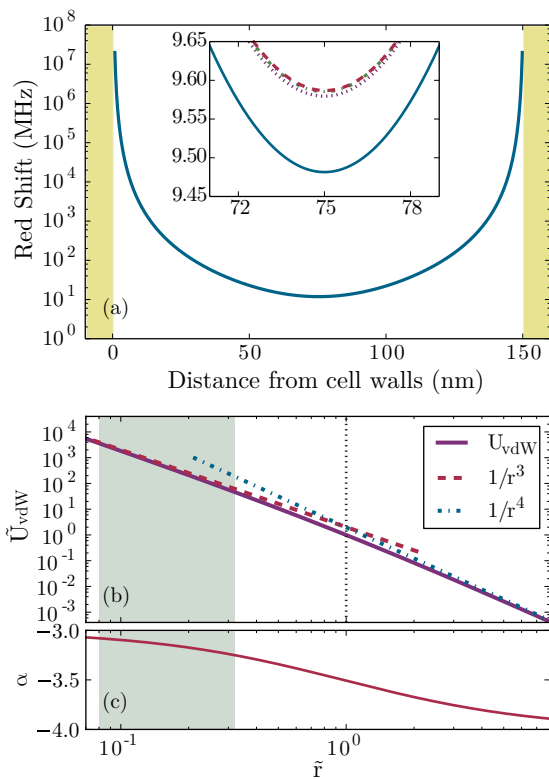 10^8
10^7
10^6
10^5
10^4
10^3
10^2
10^1
10^0
Red Shift (MHz)
9.65
9.60
9.55
9.50
9.45
72 75 78
(a)
0 50 100 150
Distance from cell walls (nm)
10^4
10^3
10^2
10^1
10^0
10^-1
10^-2
10^-3
Ũ_vdW
U_vdW
1/r^3
1/r^4
(b)
−3.0
−3.5
−4.0
α
(c)
10^-1 10^0
r̃